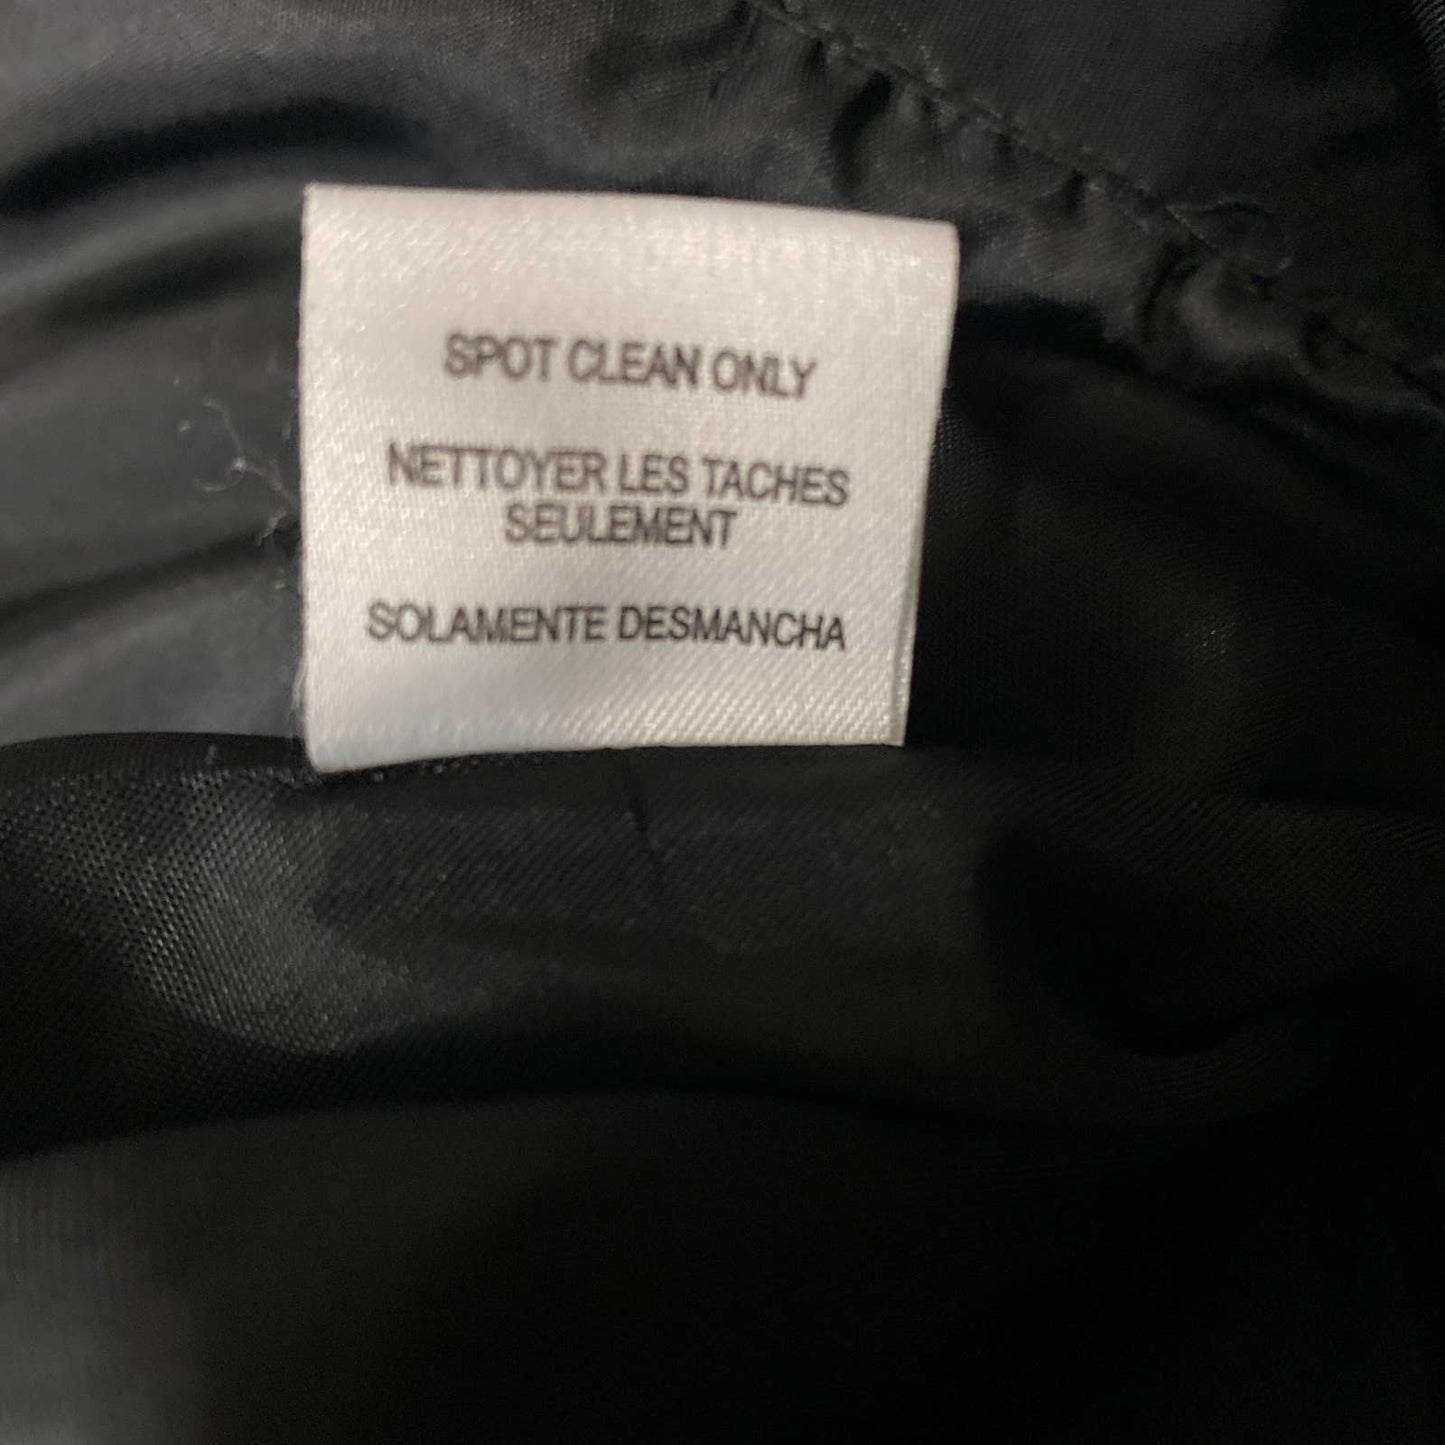 SPOT CLEAN ONLY
NETTOYER LES TACHES
SEULEMENT
SOLAMENTE DESMANCHA